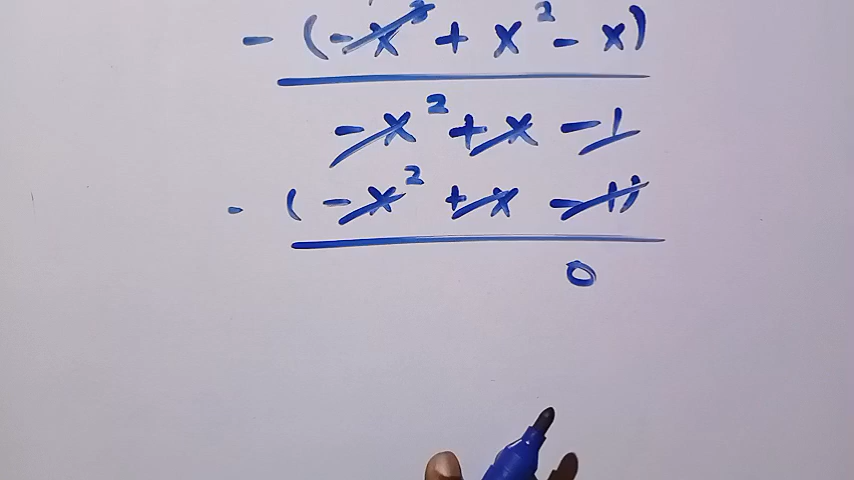 - (-x³ + x² - x)
-x² + x - 1
- (-x² + x - 1)
0